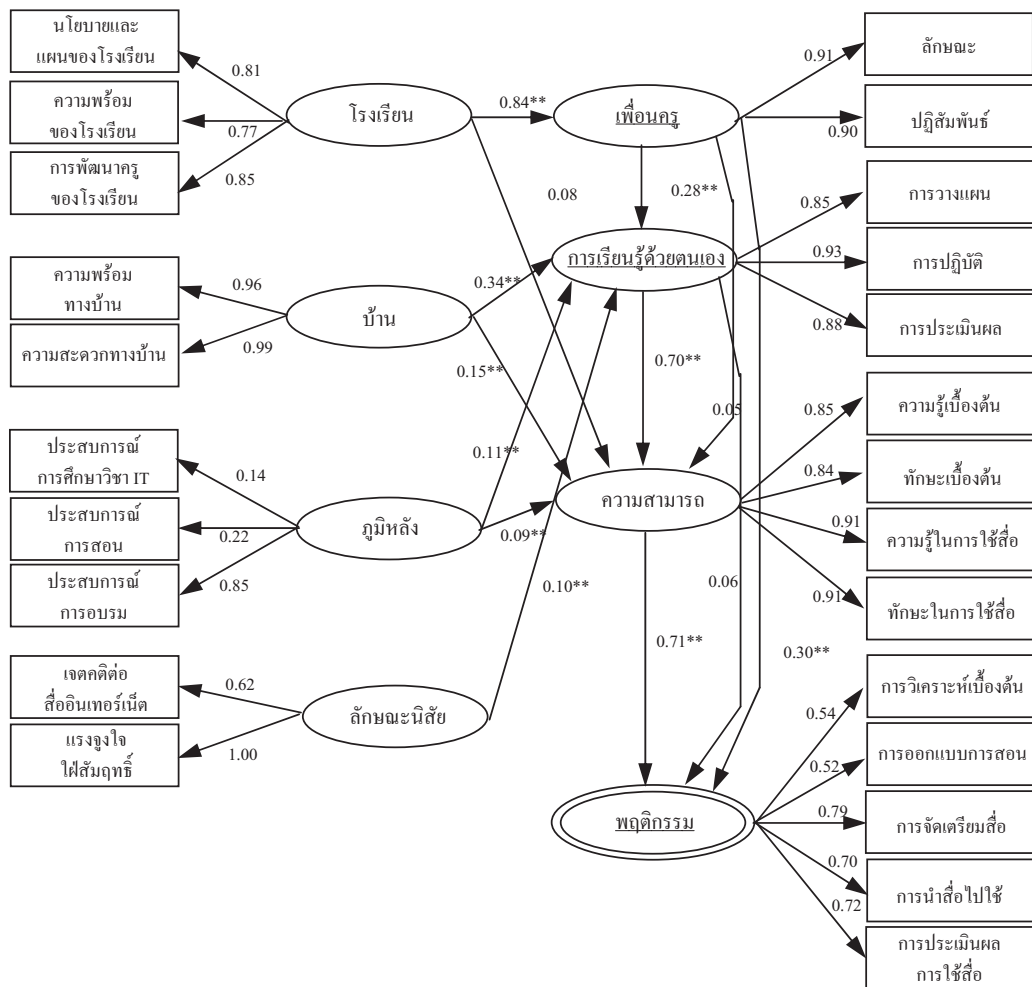 นโยบายและ
แผนของโรงเรียน
ความพร้อม
ของโรงเรียน
การพัฒนาครู
ของโรงเรียน
0.81
0.77
0.85
โรงเรียน
0.84**
เพื่อนครู
0.91
0.90
ลักษณะ
ปฏิสัมพันธ์
0.08
0.28**
ความพร้อม
ทางบ้าน
ความสะดวกทางบ้าน
0.96
0.99
บ้าน
0.34**
0.15**
การเรียนรู้ด้วยตนเอง
0.85
0.93
0.88
การวางแผน
การปฏิบัติ
การประเมินผล
0.70**
0.05
ประสบการณ์
การศึกษาวิชา IT
ประสบการณ์
การสอน
ประสบการณ์
การอบรม
0.14
0.22
0.85
ภูมิหลัง
0.11**
0.09**
ความสามารถ
0.85
0.84
0.91
0.91
ความรู้เบื้องต้น
ทักษะเบื้องต้น
ความรู้ในการใช้สื่อ
ทักษะในการใช้สื่อ
0.10**
0.06
0.71**
0.30**
เจตคติต่อ
สื่ออินเทอร์เน็ต
แรงจูงใจ
ใฝ่สัมฤทธิ์
0.62
1.00
ลักษณะนิสัย
พฤติกรรม
0.54
0.52
0.79
0.70
0.72
การวิเคราะห์เบื้องต้น
การออกแบบการสอน
การจัดเตรียมสื่อ
การนำสื่อไปใช้
การประเมินผล
การใช้สื่อ